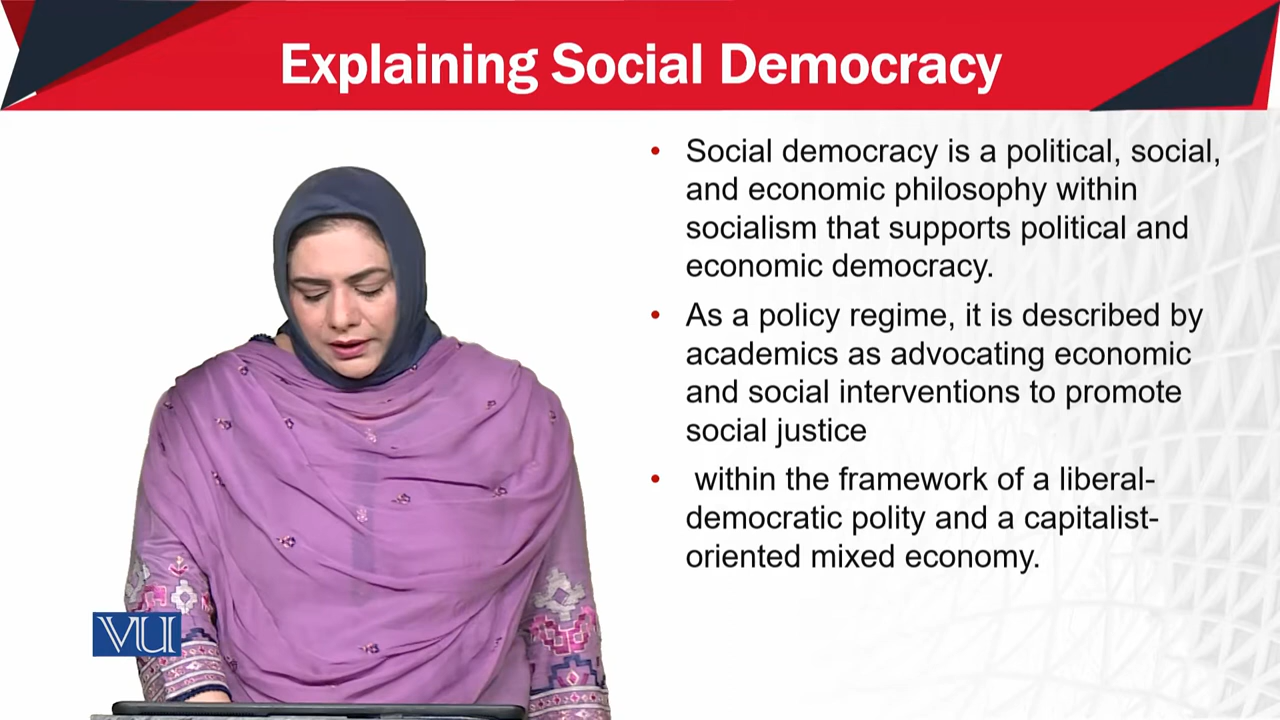 Explaining Social Democracy
• Social democracy is a political, social,
and economic philosophy within
socialism that supports political and
economic democracy.
• As a policy regime, it is described by
academics as advocating economic
and social interventions to promote
social justice
• within the framework of a liberal-
democratic polity and a capitalist-
oriented mixed economy.
VU